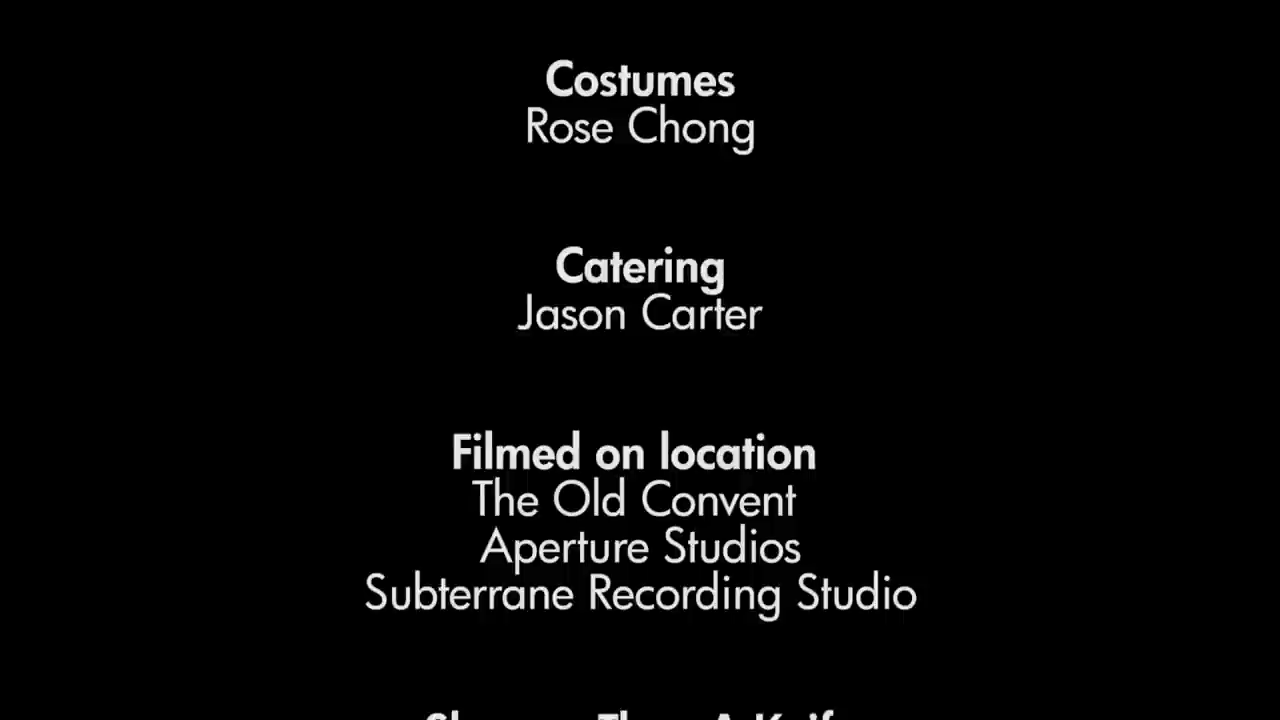 Costumes
Rose Chong
Catering
Jason Carter
Filmed on location
The Old Convent
Aperture Studios
Subterrane Recording Studio